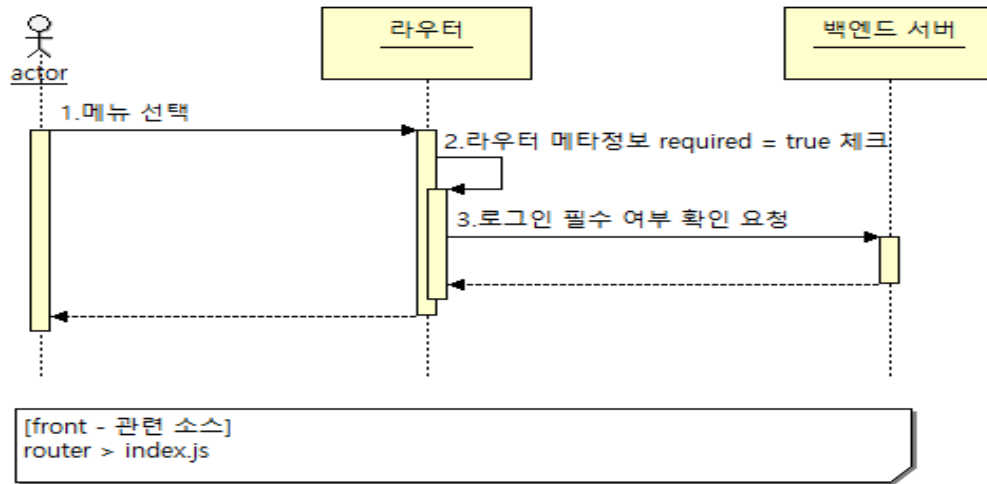 actor
라우터
백엔드 서버
1.메뉴 선택
2.라우터 메타정보 required = true 체크
3.로그인 필수 여부 확인 요청
[front - 관련 소스]
router > index.js